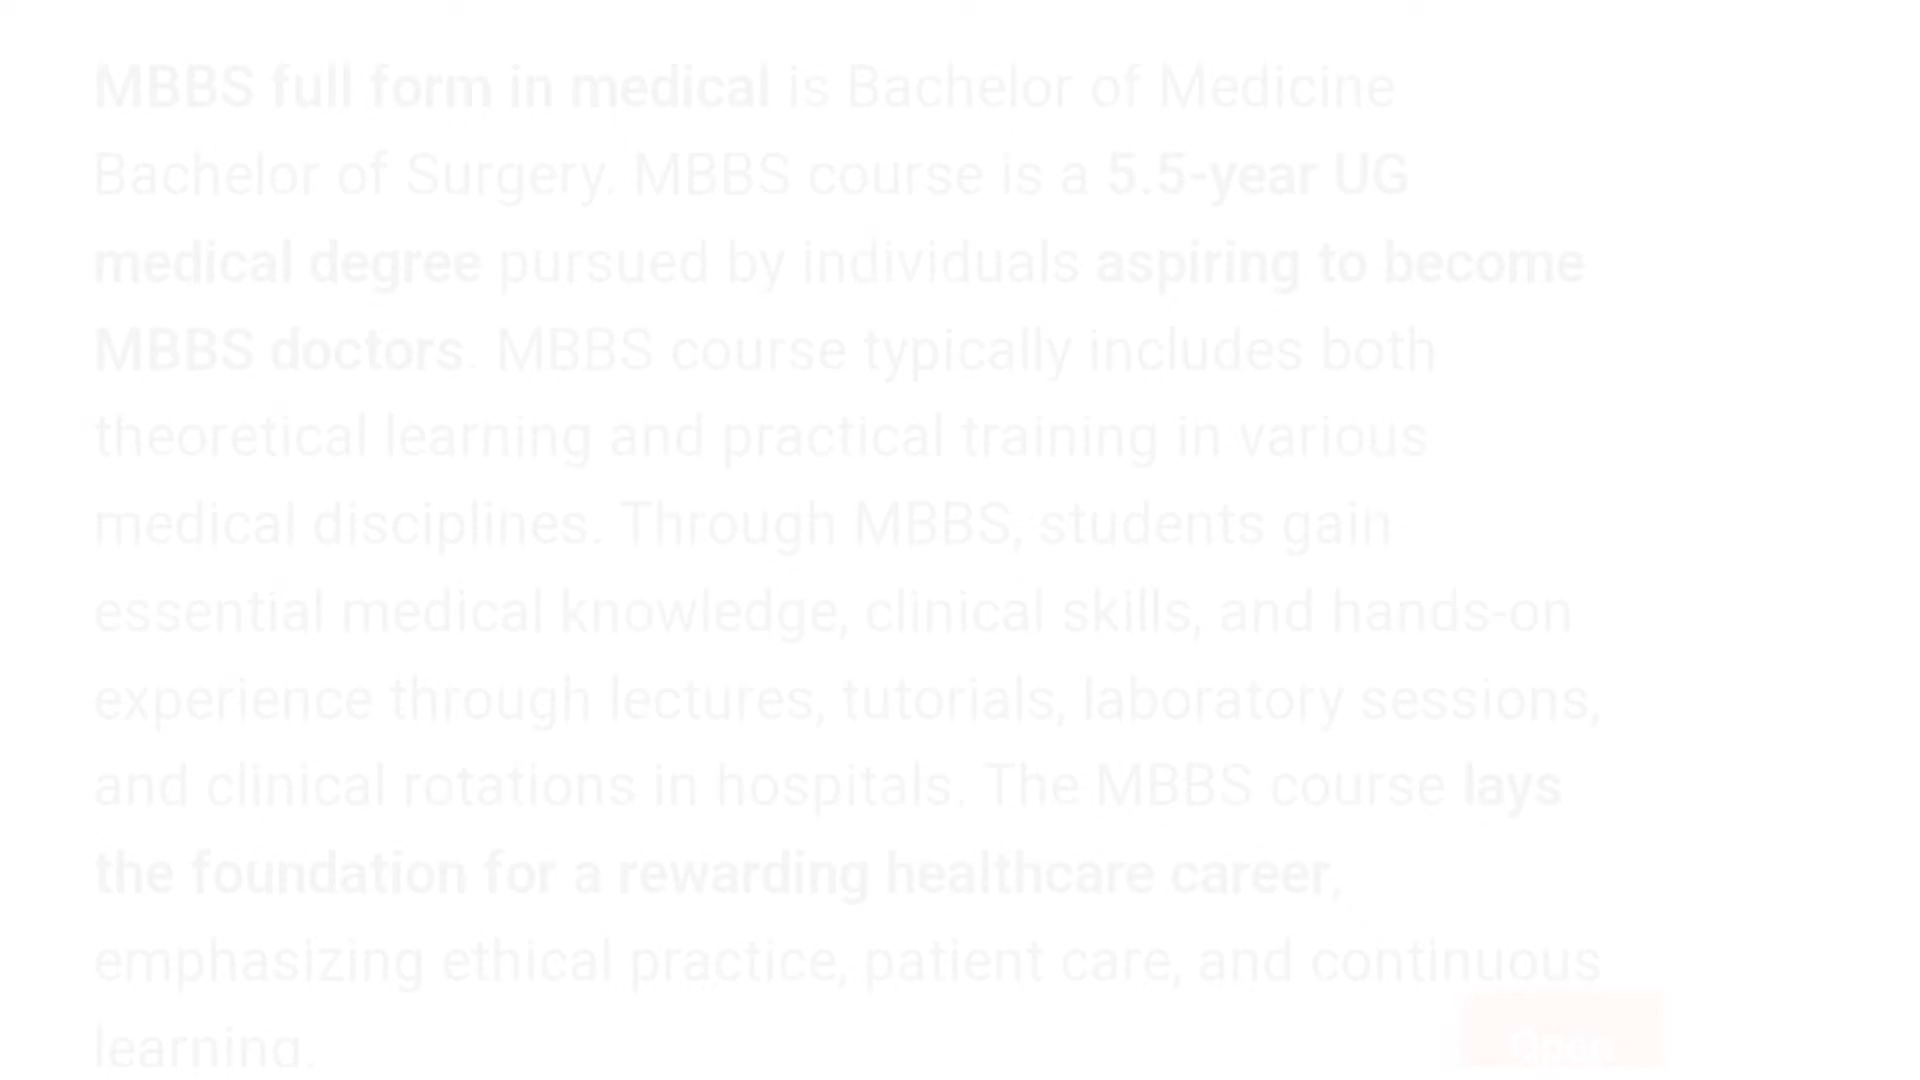 MBBS full form in medical is Bachelor of Medicine
Bachelor of Surgery. MBBS course is a 5.5-year UG
medical degree pursued by individuals aspiring to become
MBBS doctors. MBBS course typically includes both
theoretical learning and practical training in various
medical disciplines. Through MBBS, students gain
essential medical knowledge, clinical skills, and hands-on
experience through lectures, tutorials, laboratory sessions,
and clinical rotations in hospitals. The MBBS course lays
the foundation for a rewarding healthcare career,
emphasizing ethical practice, patient care, and continuous
learning.
Open